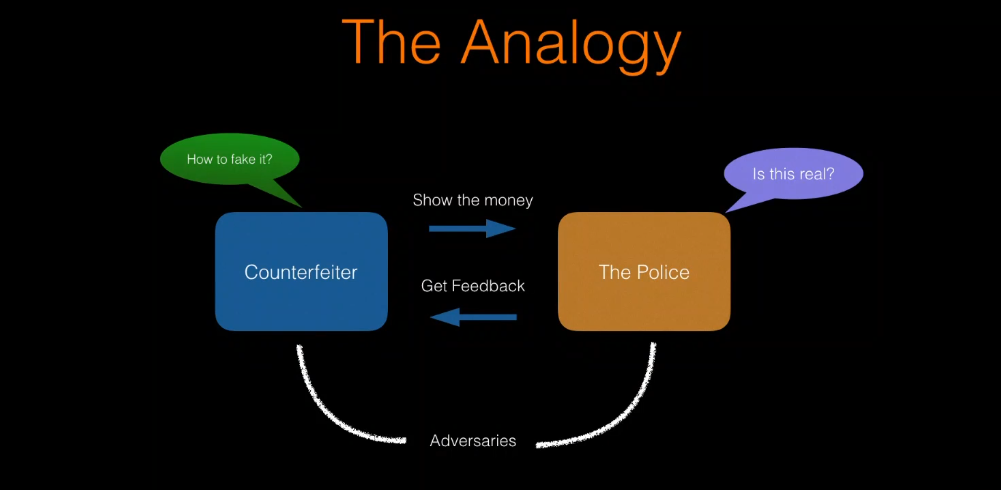 The Analogy
How to fake it?
Is this real?
Show the money
Counterfeiter
The Police
Get Feedback
Adversaries